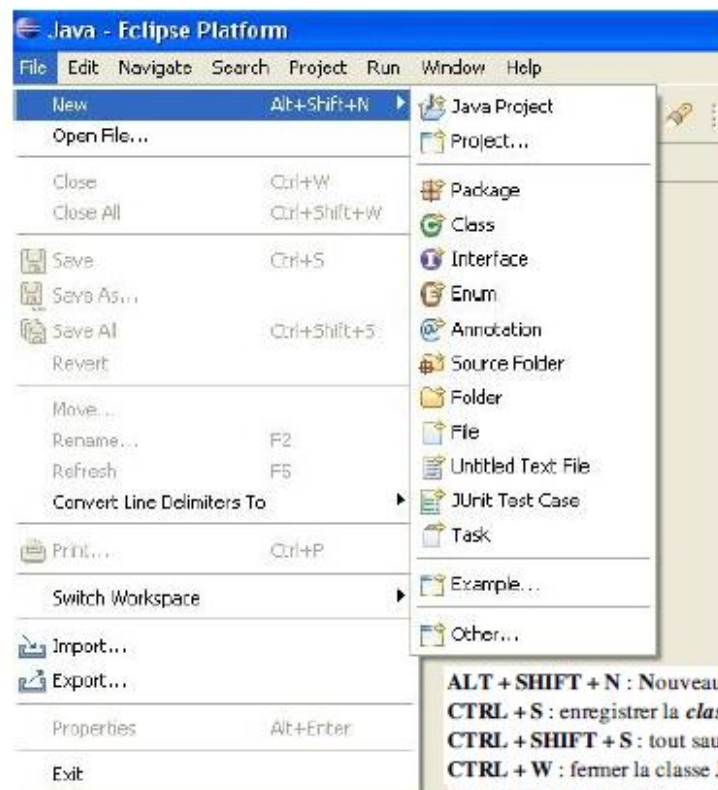 Java - Eclipse Platform
File Edit Navigate Search Project Run Window Help
New Alt+Shift+N
Open File...
Close Ctrl+W
Close All Ctrl+Shift+W
Save Ctrl+S
Save As...
Save All Ctrl+Shift+S
Revert
Move...
Rename... F2
Refresh F5
Convert Line Delimiters To
Print... Ctrl+P
Switch Workspace
Import...
Export...
Properties Alt+Enter
Exit
Java Project
Project...
Package
Class
Interface
Enum
Annotation
Source Folder
Folder
File
Untitled Text File
JUnit Test Case
Task
Example...
Other...
ALT + SHIFT + N : Nouveau
CTRL + S : enregistrer la clas
CTRL + SHIFT + S : tout sau
CTRL + W : fermer la classe